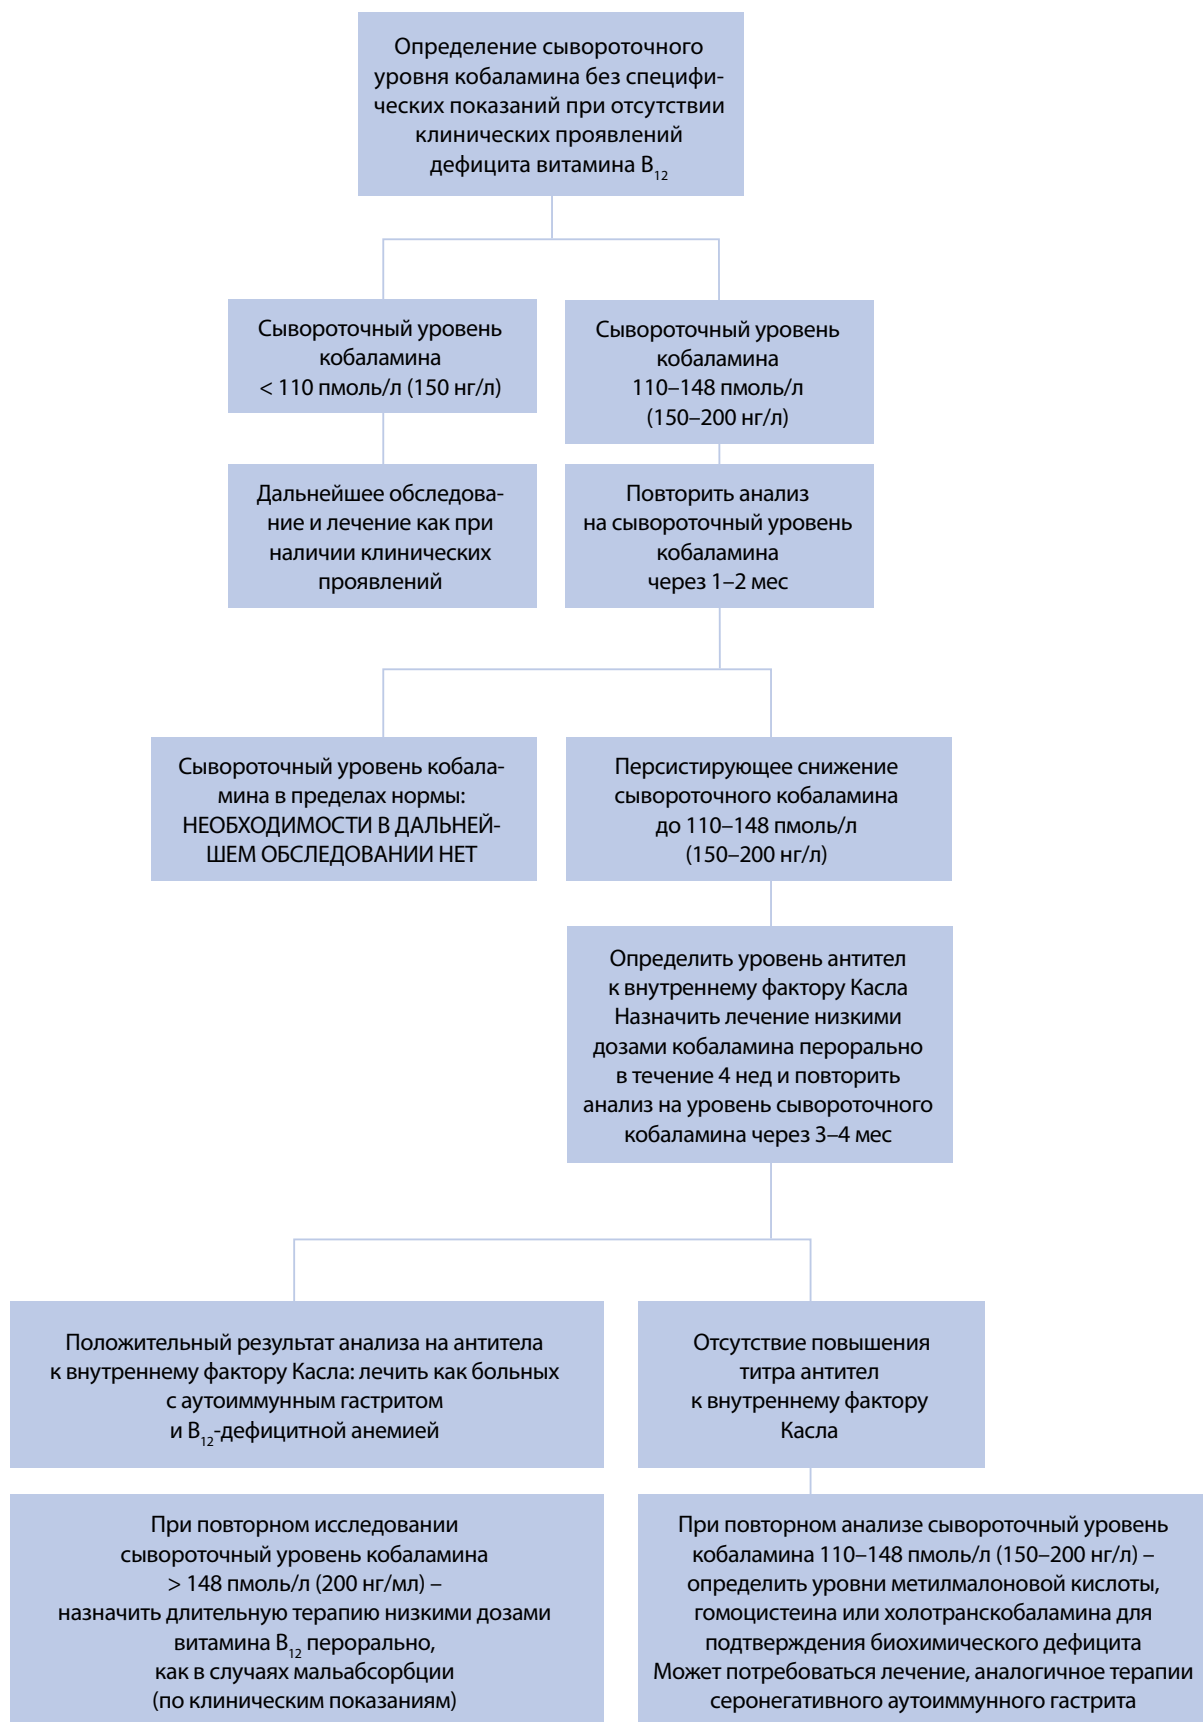 Определение сывороточного
уровня кобаламина без специфи-
ческих показаний при отсутствии
клинических проявлений
дефицита витамина B12
Сывороточный уровень
кобаламина
< 110 пмоль/л (150 нг/л)
Сывороточный уровень
кобаламина
110–148 пмоль/л
(150–200 нг/л)
Дальнейшее обследова-
ние и лечение как при
наличии клинических
проявлений
Повторить анализ
на сывороточный уровень
кобаламина
через 1–2 мес
Сывороточный уровень кобала-
мина в пределах нормы:
НЕОБХОДИМОСТИ В ДАЛЬНЕЙ-
ШЕМ ОБСЛЕДОВАНИИ НЕТ
Персистирующее снижение
сывороточного кобаламина
до 110–148 пмоль/л
(150–200 нг/л)
Определить уровень антител
к внутреннему фактору Касла
Назначить лечение низкими
дозами кобаламина перорально
в течение 4 нед и повторить
анализ на уровень сывороточного
кобаламина через 3–4 мес
Положительный результат анализа на антитела
к внутреннему фактору Касла: лечить как больных
с аутоиммунным гастритом
и B12-дефицитной анемией
Отсутствие повышения
титра антител
к внутреннему фактору
Касла
При повторном исследовании
сывороточный уровень кобаламина
> 148 пмоль/л (200 нг/мл) –
назначить длительную терапию низкими дозами
витамина B12 перорально,
как в случаях мальабсорбции
(по клиническим показаниям)
При повторном анализе сывороточный уровень
кобаламина 110–148 пмоль/л (150–200 нг/л) –
определить уровни метилмалоновой кислоты,
гомоцистеина или холотранскобаламина для
подтверждения биохимического дефицита
Может потребоваться лечение, аналогичное терапии
серонегативного аутоиммунного гастрита